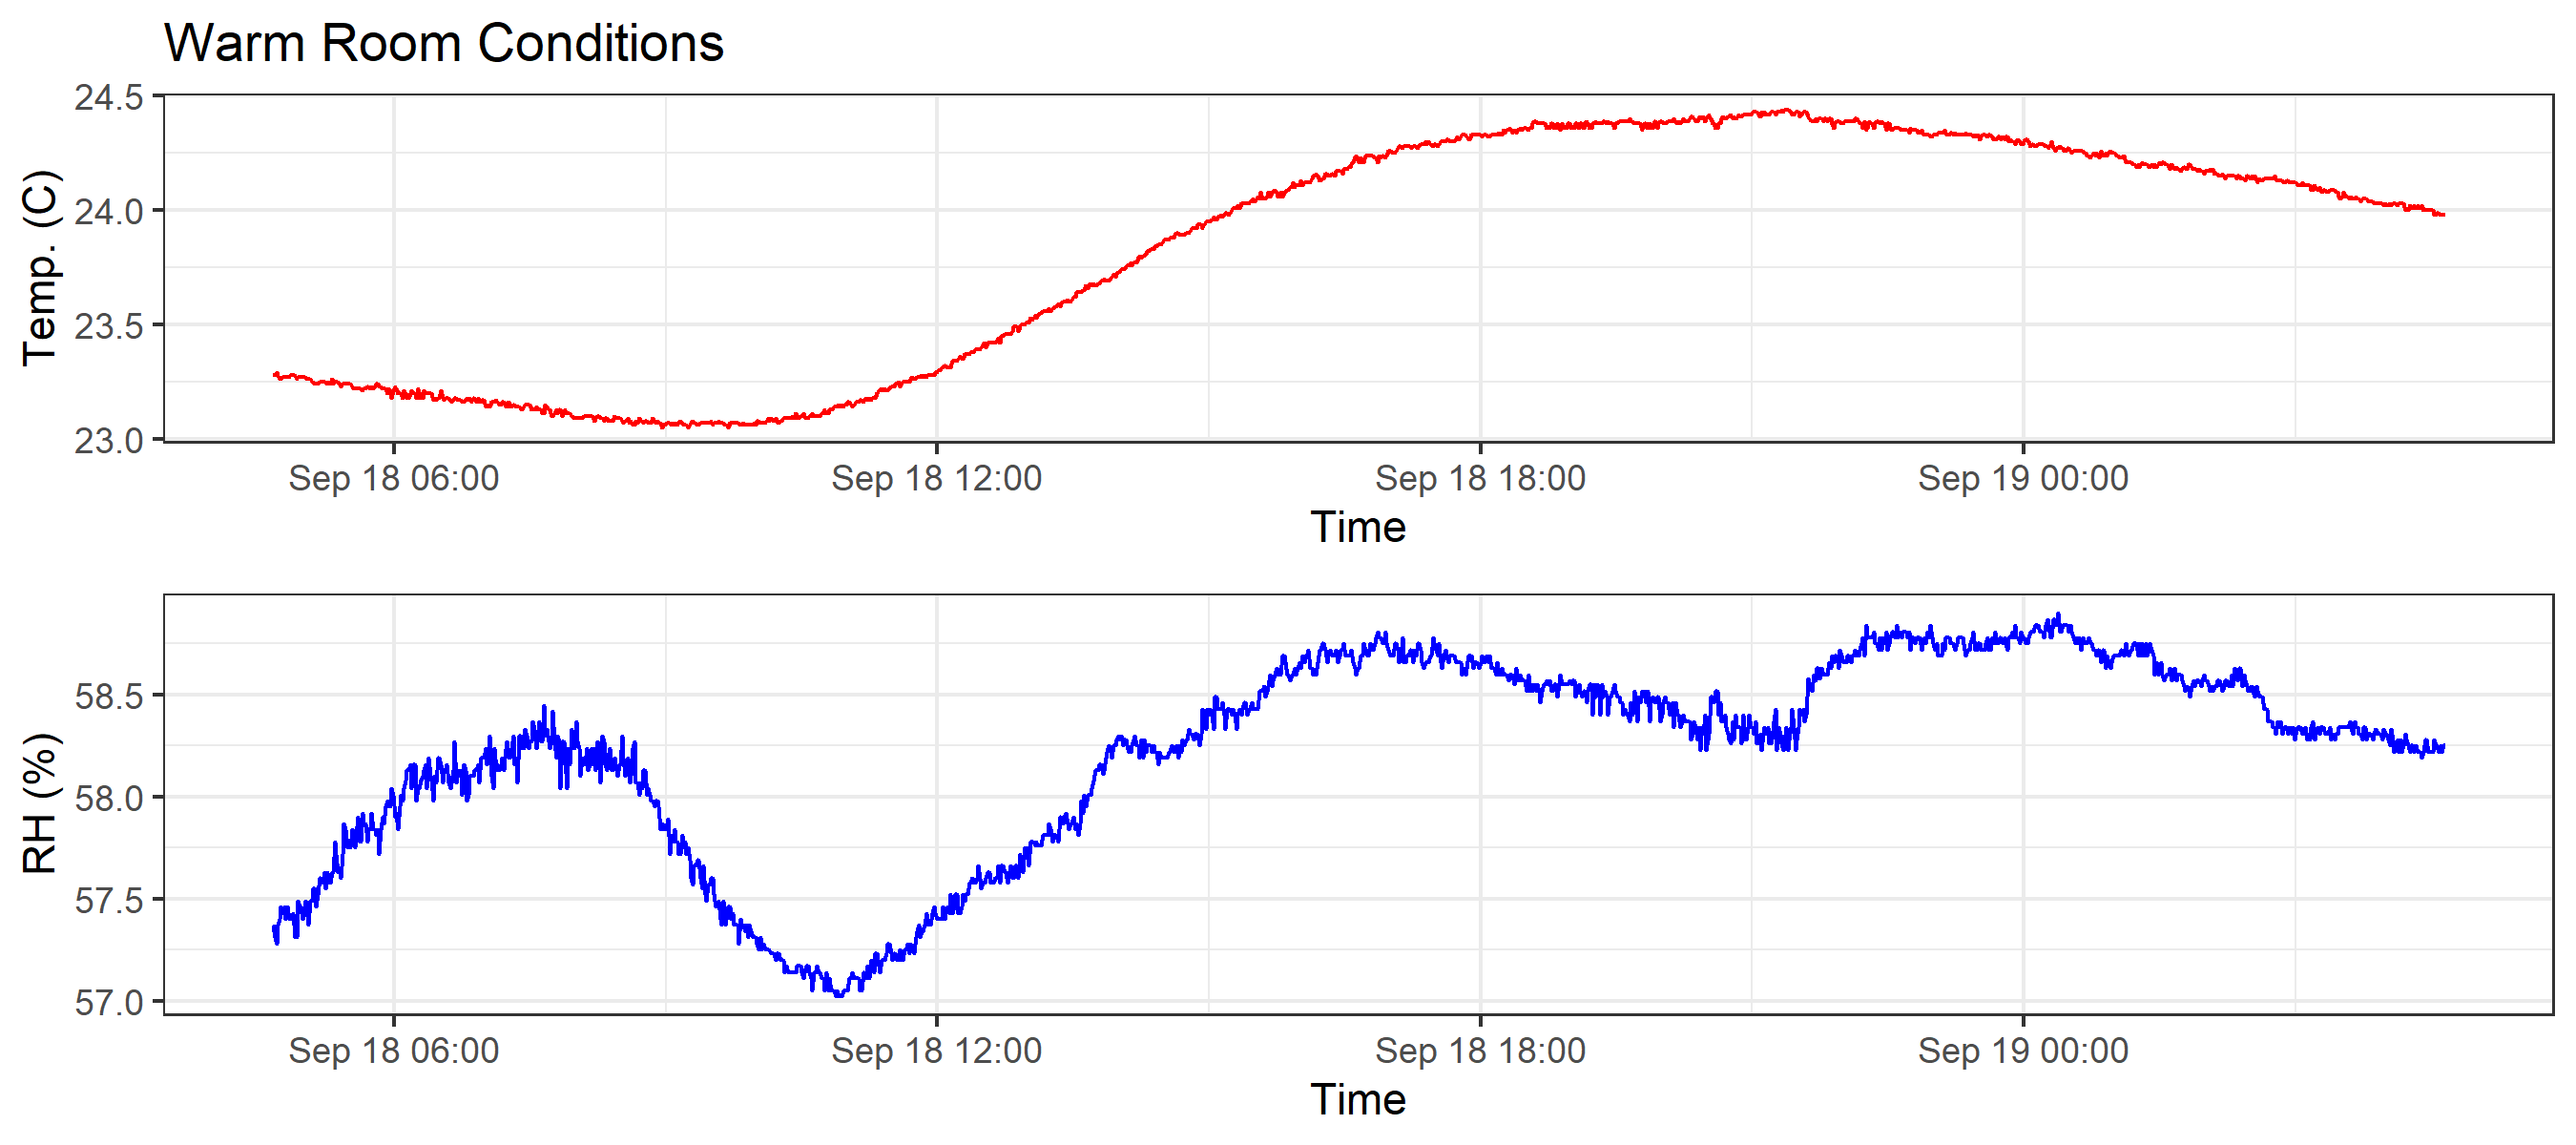 Warm Room Conditions
24.5
24.0
23.5
23.0
Temp. (C)
Sep 18 06:00 Sep 18 12:00 Sep 18 18:00 Sep 19 00:00
Time
58.5
58.0
57.5
57.0
RH (%)
Sep 18 06:00 Sep 18 12:00 Sep 18 18:00 Sep 19 00:00
Time